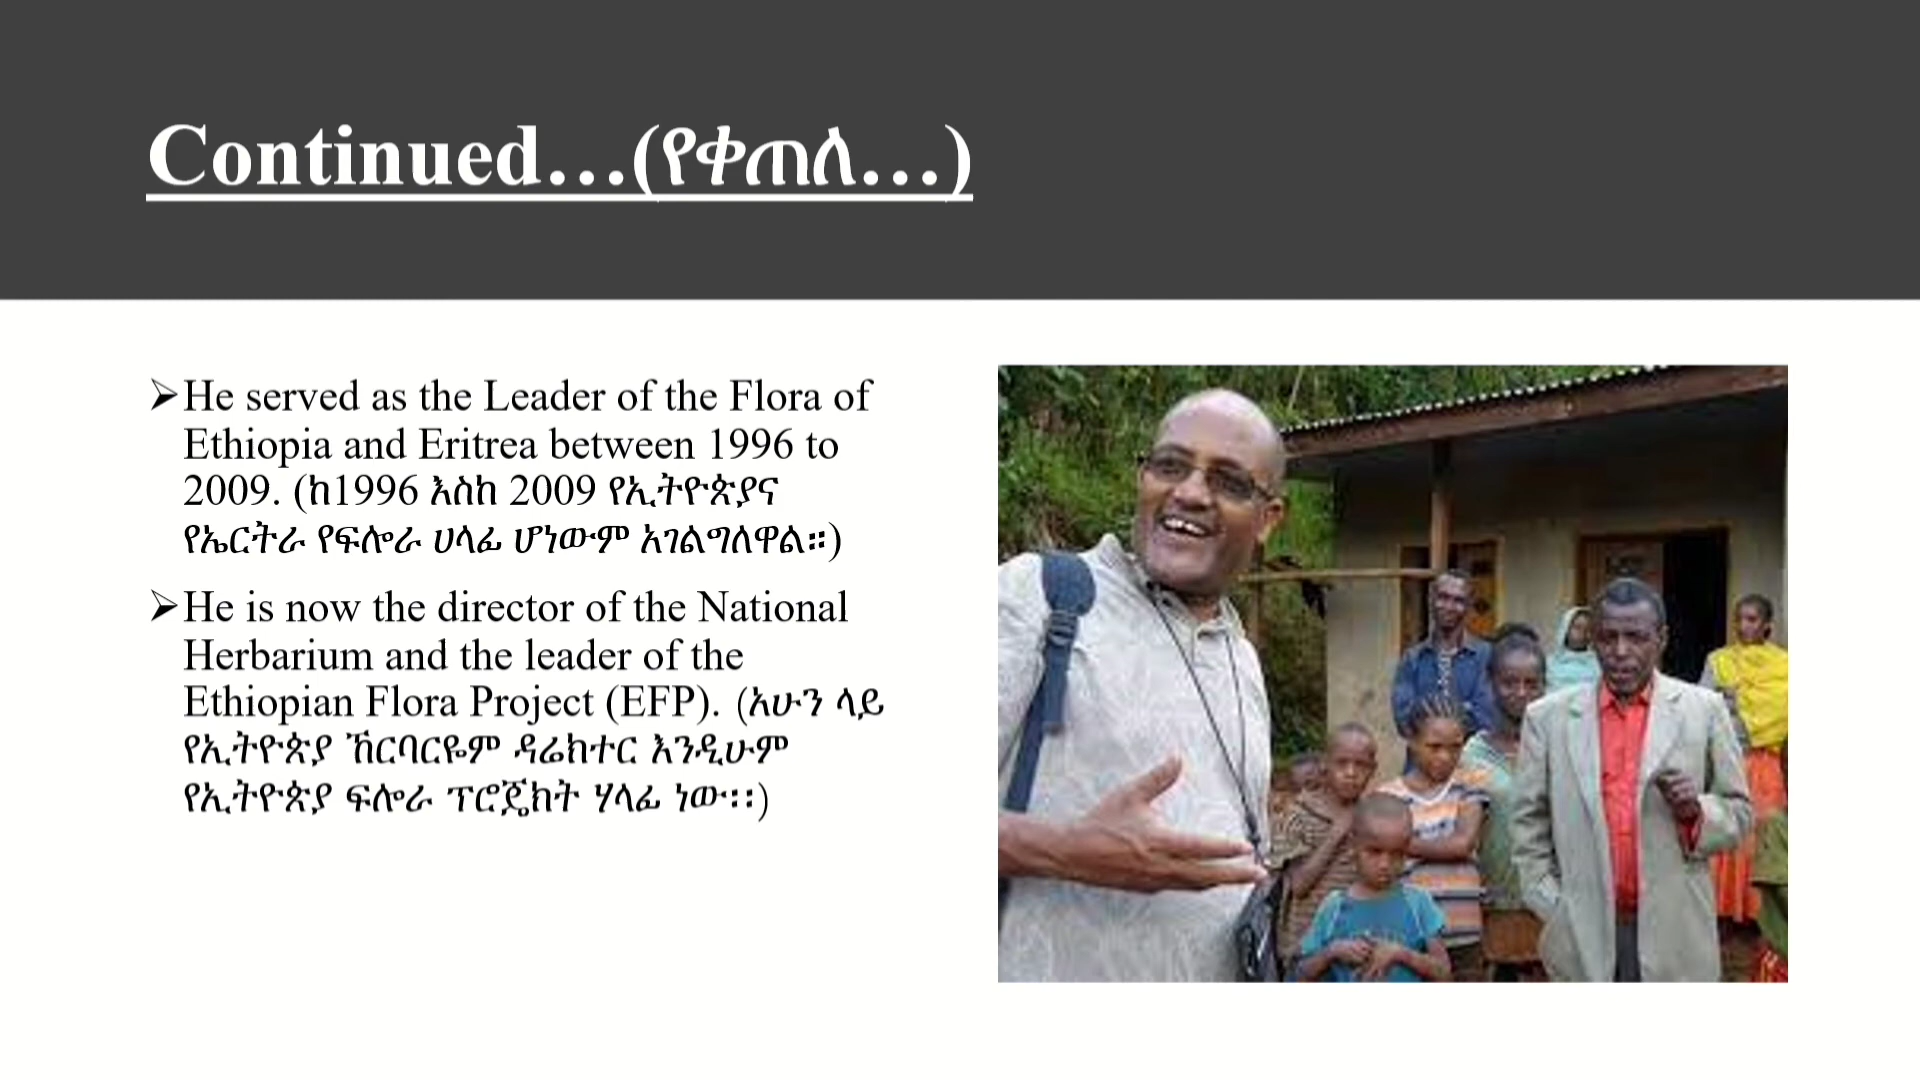 Continued…(የቀጠለ…)
➢He served as the Leader of the Flora of
Ethiopia and Eritrea between 1996 to
2009. (ከ1996 እስከ 2009 የኢትዮጵያና
የኤርትራ የፍሎራ ሀላፊ ሆነውም አገልግለዋል።)
➢He is now the director of the National
Herbarium and the leader of the
Ethiopian Flora Project (EFP). (አሁን ላይ
የኢትዮጵያ ኸርባርዬም ዳሬክተር እንዲሁም
የኢትዮጵያ ፍሎራ ፕሮጀክት ሃላፊ ነው፡፡)